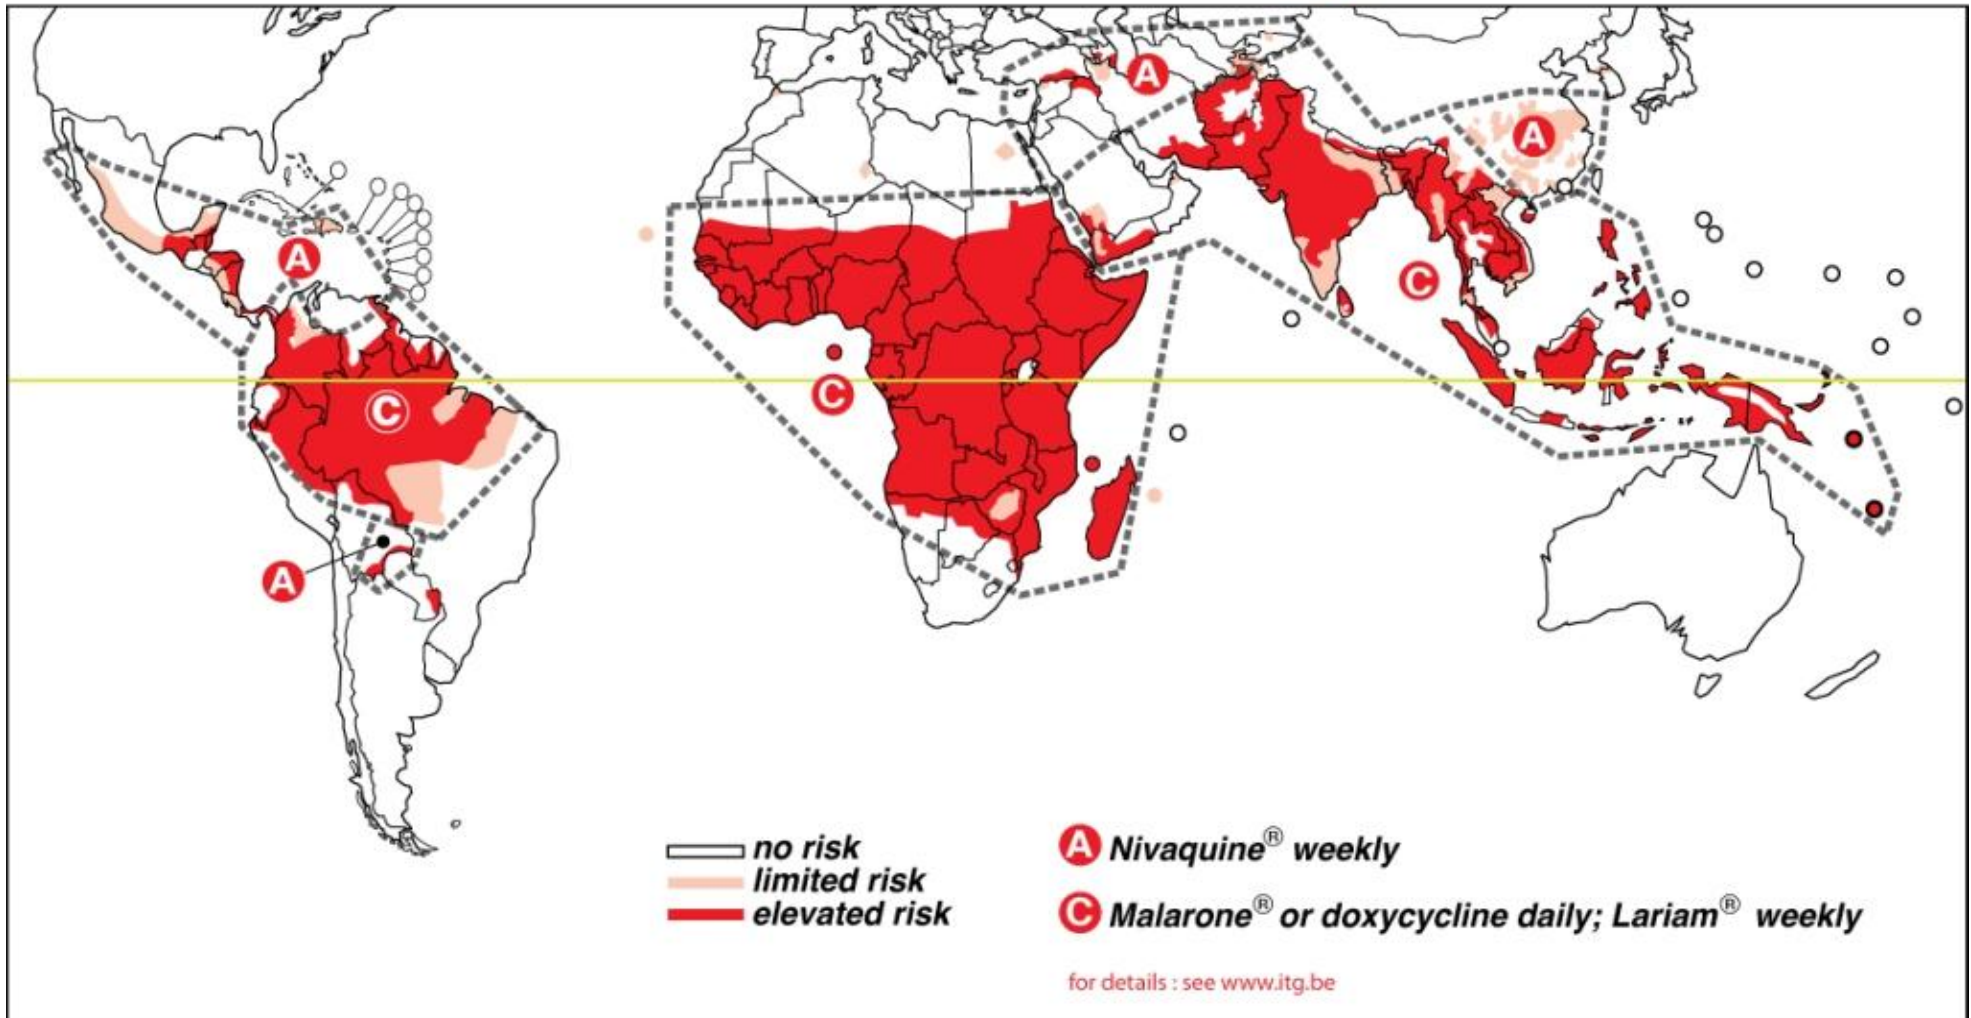 A
A
A
C
C
C
A
no risk
limited risk
elevated risk
A Nivaquine® weekly
C Malarone® or doxycycline daily; Lariam® weekly
for details : see www.itg.be